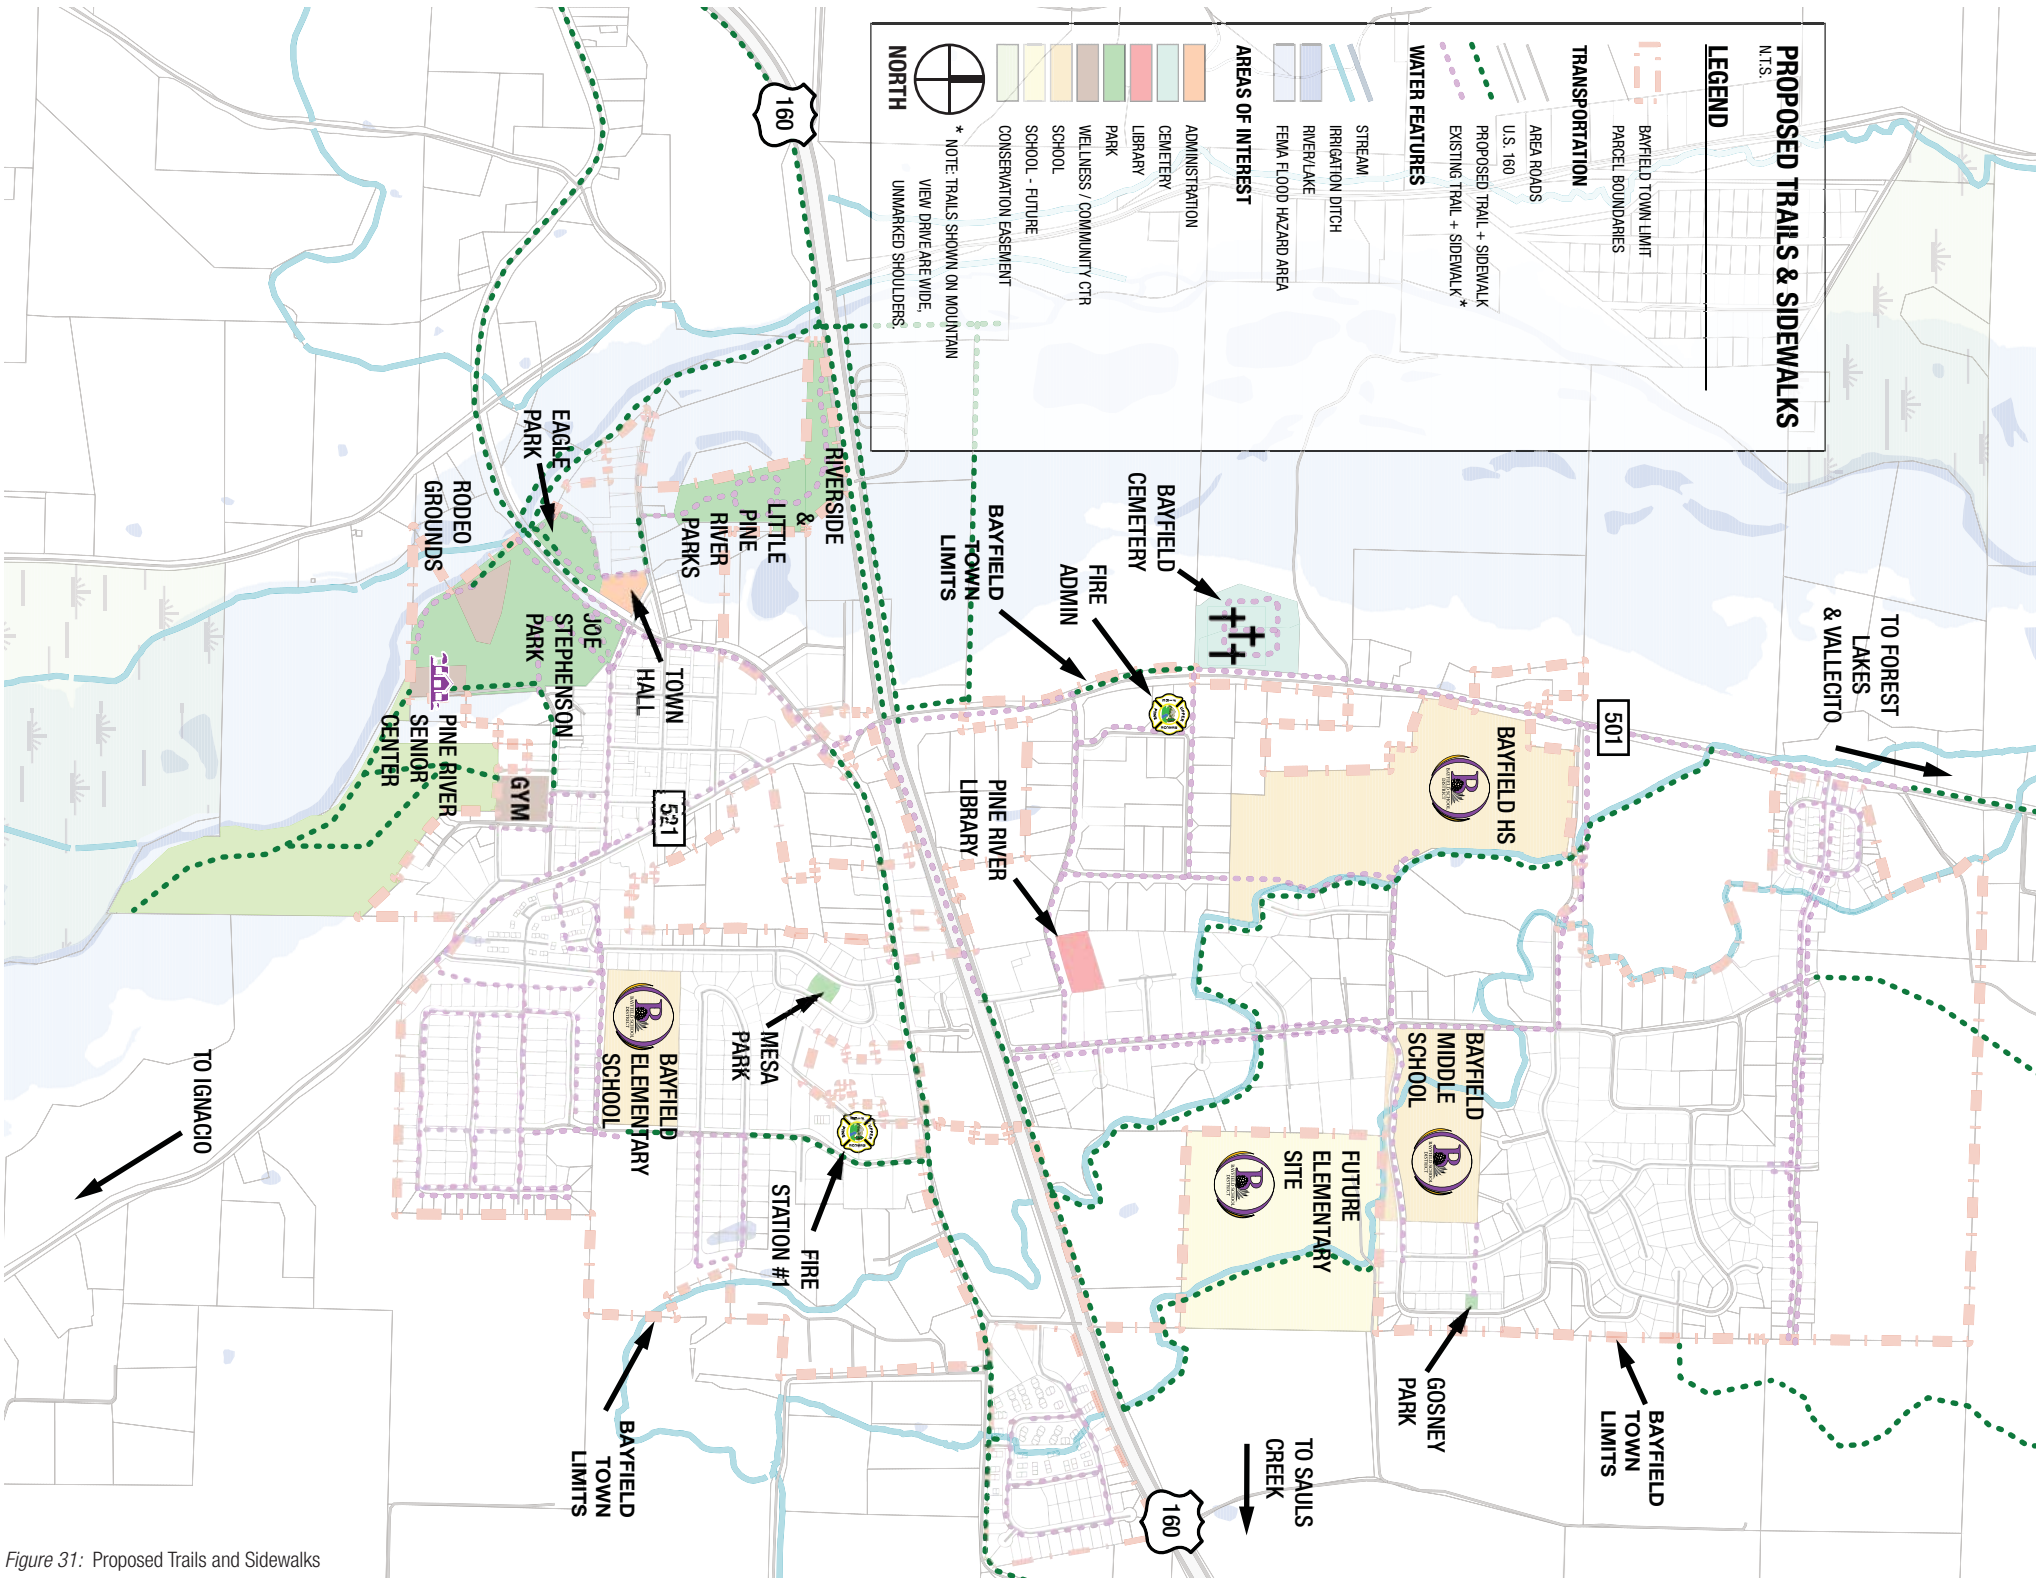 PROPOSED TRAILS & SIDEWALKS
N.T.S.
LEGEND
BAYFIELD TOWN LIMIT
PARCEL BOUNDARIES
TRANSPORTATION
AREA ROADS
U.S. 160
PROPOSED TRAIL + SIDEWALK
EXISTING TRAIL + SIDEWALK *
WATER FEATURES
STREAM
IRRIGATION DITCH
RIVER/LAKE
FEMA FLOOD HAZARD AREA
AREAS OF INTEREST
ADMINISTRATION
CEMETERY
LIBRARY
PARK
WELLNESS / COMMUNITY CTR
SCHOOL
SCHOOL - FUTURE
CONSERVATION EASEMENT
* NOTE: TRAILS SHOWN ON MOUNTAIN
VIEW DRIVE ARE WIDE,
UNMARKED SHOULDERS.
NORTH
TO FOREST
LAKES
& VALLECITO
501
BAYFIELD HS
BAYFIELD
CEMETERY
FIRE
ADMIN
BAYFIELD
TOWN
LIMITS
PINE RIVER
LIBRARY
160
RIVERSIDE
&
LITTLE
PINE
RIVER
PARKS
EAGLE
PARK
RODEO
GROUNDS
JOE
STEPHENSON
PARK
TOWN
HALL
PINE RIVER
SENIOR
CENTER
GYM
521
MESA
PARK
BAYFIELD
ELEMENTARY
SCHOOL
FIRE
STATION #1
TO IGNACIO
BAYFIELD
TOWN
LIMITS
BAYFIELD
MIDDLE
SCHOOL
FUTURE
ELEMENTARY
SITE
GOSNEY
PARK
BAYFIELD
TOWN
LIMITS
TO SAULS
CREEK
160
Figure 31: Proposed Trails and Sidewalks